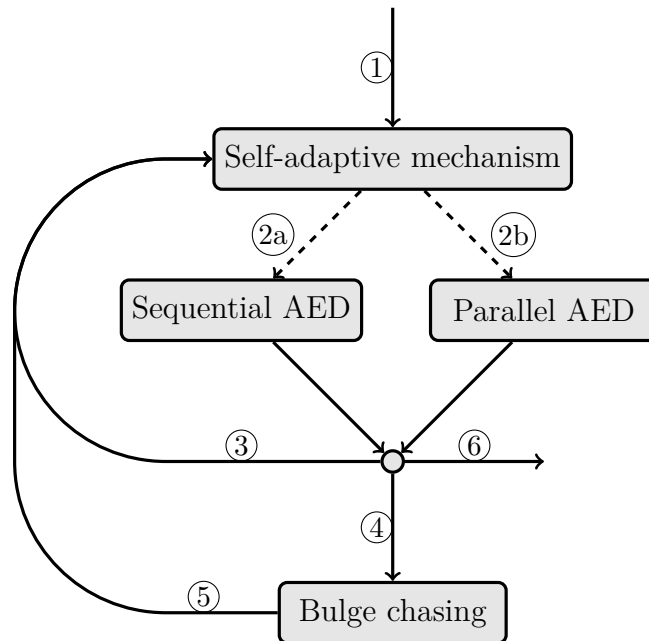 ①
Self-adaptive mechanism
2a
2b
Sequential AED
Parallel AED
③
⑥
④
⑤
Bulge chasing